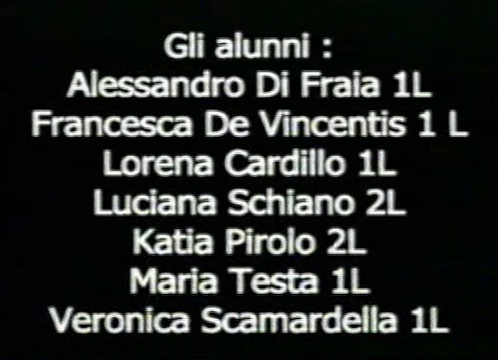 Gli alunni :
Alessandro Di Fraia 1L
Francesca De Vincentis 1 L
Lorena Cardillo 1L
Luciana Schiano 2L
Katia Pirolo 2L
Maria Testa 1L
Veronica Scamardella 1L